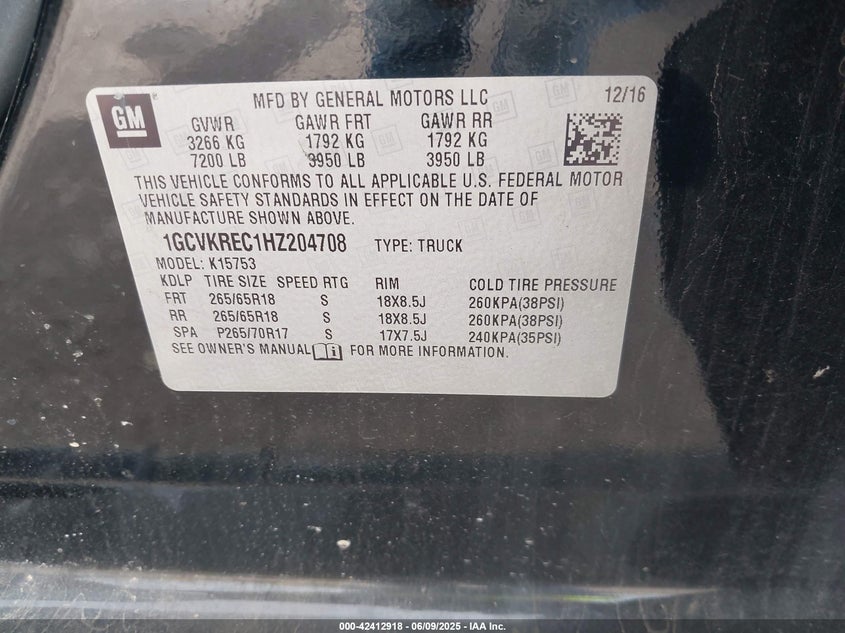 GM
MFD BY GENERAL MOTORS LLC 12/16
GVWR GAWR FRT GAWR RR
3266 KG 1792 KG 1792 KG
7200 LB 3950 LB 3950 LB
THIS VEHICLE CONFORMS TO ALL APPLICABLE U.S. FEDERAL MOTOR
VEHICLE SAFETY STANDARDS IN EFFECT ON THE DATE OF
MANUFACTURE SHOWN ABOVE.
1GCVKREC1HZ204708 TYPE: TRUCK
MODEL: K15753
KDLP TIRE SIZE SPEED RTG RIM COLD TIRE PRESSURE
FRT 265/65R18 S 18X8.5J 260KPA(38PSI)
RR 265/65R18 S 18X8.5J 260KPA(38PSI)
SPA P265/70R17 S 17X7.5J 240KPA(35PSI)
SEE OWNER'S MANUAL FOR MORE INFORMATION.
000-42412918 - 06/09/2025 - IAA Inc.